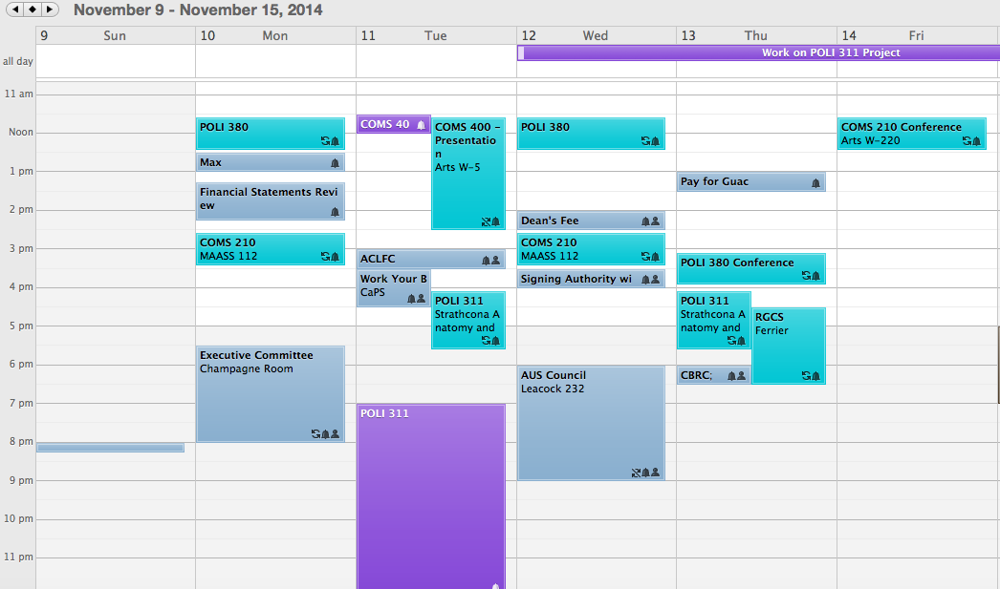 November 9 - November 15, 2014
9 Sun
10 Mon
11 Tue
12 Wed
13 Thu
14 Fri
all day
Work on POLI 311 Project
11 am
Noon
1 pm
2 pm
3 pm
4 pm
5 pm
6 pm
7 pm
8 pm
9 pm
10 pm
11 pm
POLI 380
Max
Financial Statements Revi
ew
COMS 210
MAASS 112
Executive Committee
Champagne Room
COMS 40
COMS 400 -
Presentatio
n
Arts W-5
ACLFC
Work Your B
CaPS
POLI 311
Strathcona A
natomy and
POLI 311
POLI 380
Dean's Fee
COMS 210
MAASS 112
Signing Authority wi
AUS Council
Leacock 232
Pay for Guac
POLI 380 Conference
POLI 311
Strathcona A
natomy and
RGCS
Ferrier
CBRC;
COMS 210 Conference
Arts W-220